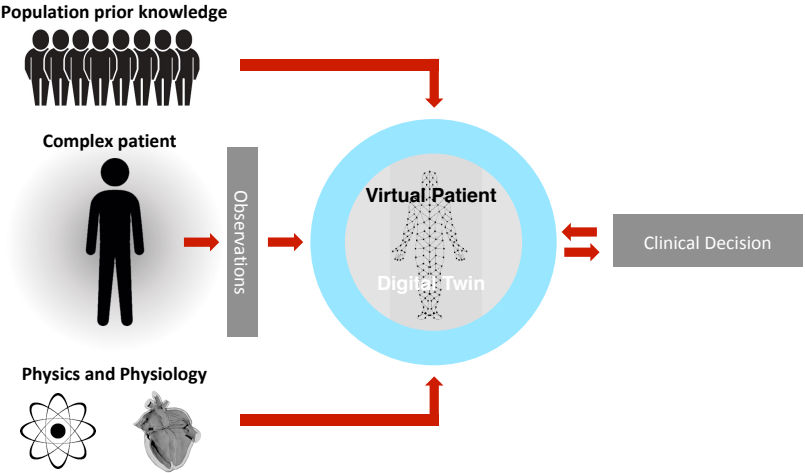 Population prior knowledge
Complex patient
Observations
Virtual Patient
Digital Twin
Clinical Decision
Physics and Physiology